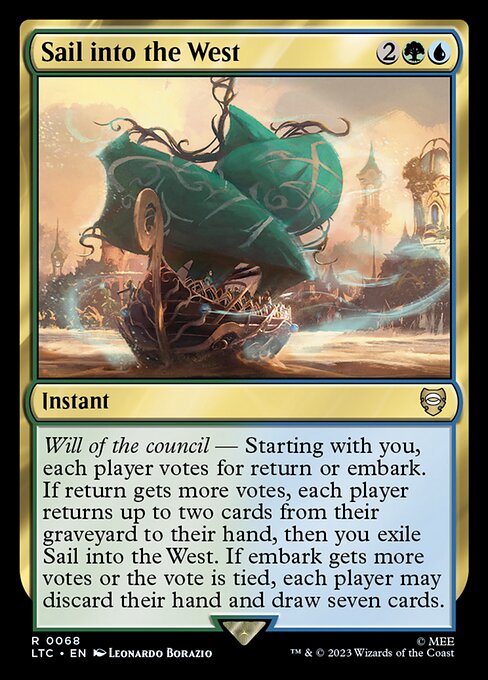 Sail into the West 2
Instant
Will of the council — Starting with you,
each player votes for return or embark.
If return gets more votes, each player
returns up to two cards from their
graveyard to their hand, then you exile
Sail into the West. If embark gets more
votes or the vote is tied, each player may
discard their hand and draw seven cards.
R 0068
LTC • EN Leonardo Borazio
© MEE
™ & © 2023 Wizards of the Coast